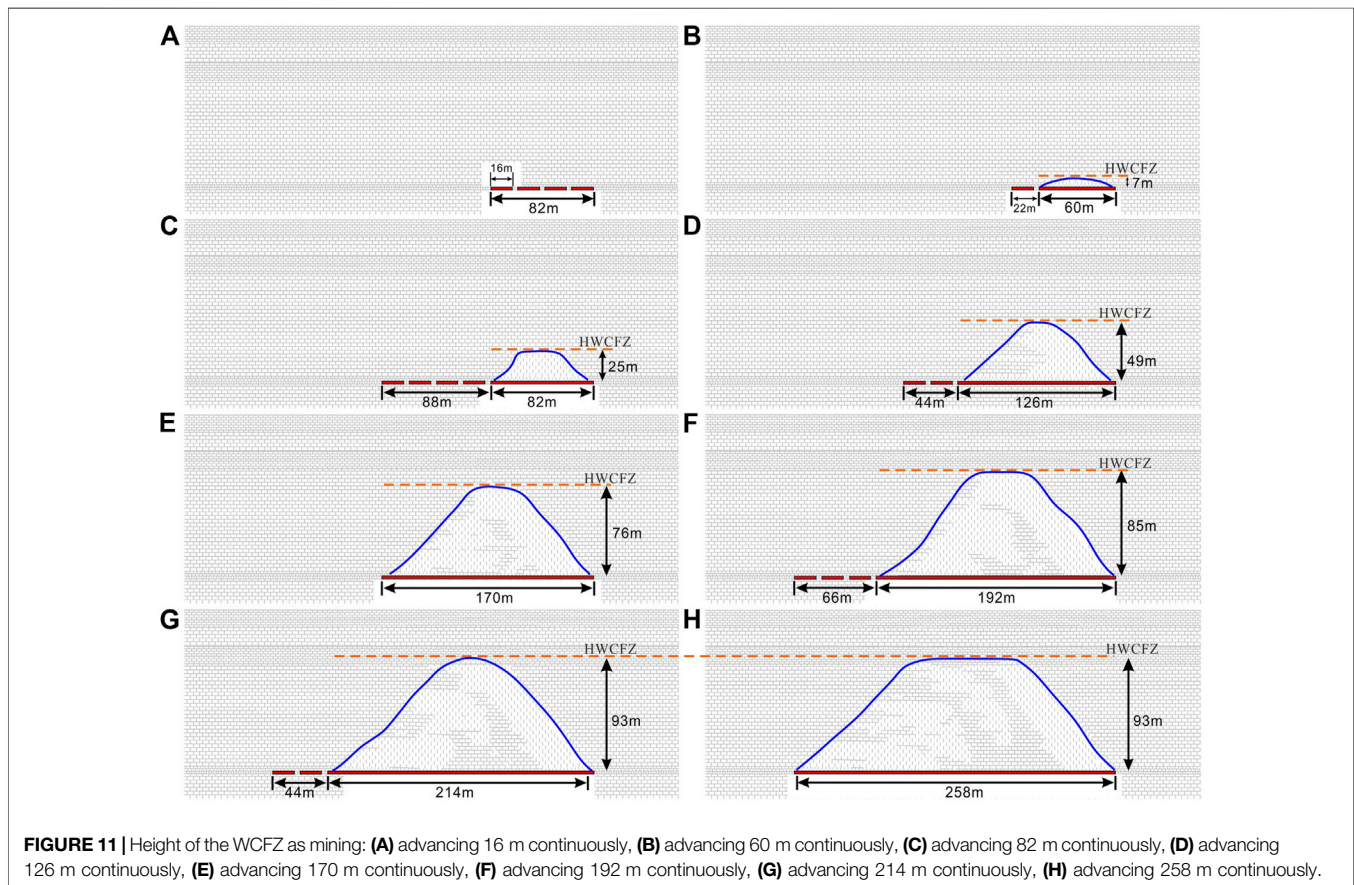 A
16m
82m
B
HWCFZ
7m
22m
60m
C
HWCFZ
25m
88m
82m
D
HWCFZ
49m
44m
126m
E
HWCFZ
76m
170m
F
HWCFZ
85m
66m
192m
G
HWCFZ
93m
44m
214m
H
HWCFZ
93m
258m
FIGURE 11 | Height of the WCFZ as mining: (A) advancing 16 m continuously, (B) advancing 60 m continuously, (C) advancing 82 m continuously, (D) advancing
126 m continuously, (E) advancing 170 m continuously, (F) advancing 192 m continuously, (G) advancing 214 m continuously, (H) advancing 258 m continuously.